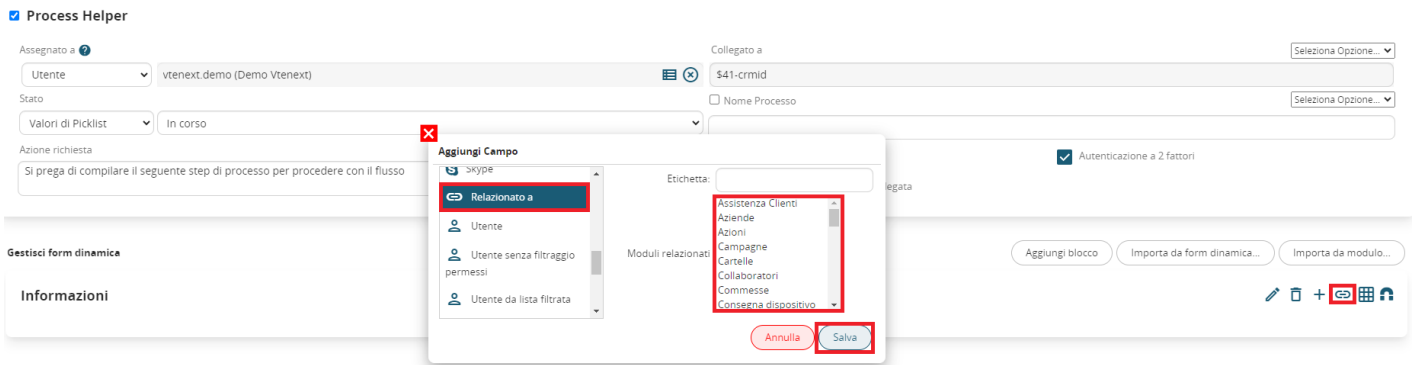 Process Helper
Assegnato a ?
Collegato a
Seleziona Opzione...
Utente
vtenext.demo (Demo Vtenext)
$41-crmid
Stato
Nome Processo
Seleziona Opzione...
Valori di Picklist
In corso
Azione richiesta
Si prega di compilare il seguente step di processo per procedere con il flusso
Autenticazione a 2 fattori
egata
Aggiungi Campo
Skype
Relazionato a
Utente
Utente senza filtraggio
permessi
Utente da lista filtrata
Etichetta:
Moduli relazionati
Assistenza Clienti
Aziende
Azioni
Campagne
Cartelle
Collaboratori
Commesse
Consegna dispositivo
Annulla
Salva
Gestisci form dinamica
Aggiungi blocco
Importa da form dinamica...
Importa da modulo...
Informazioni